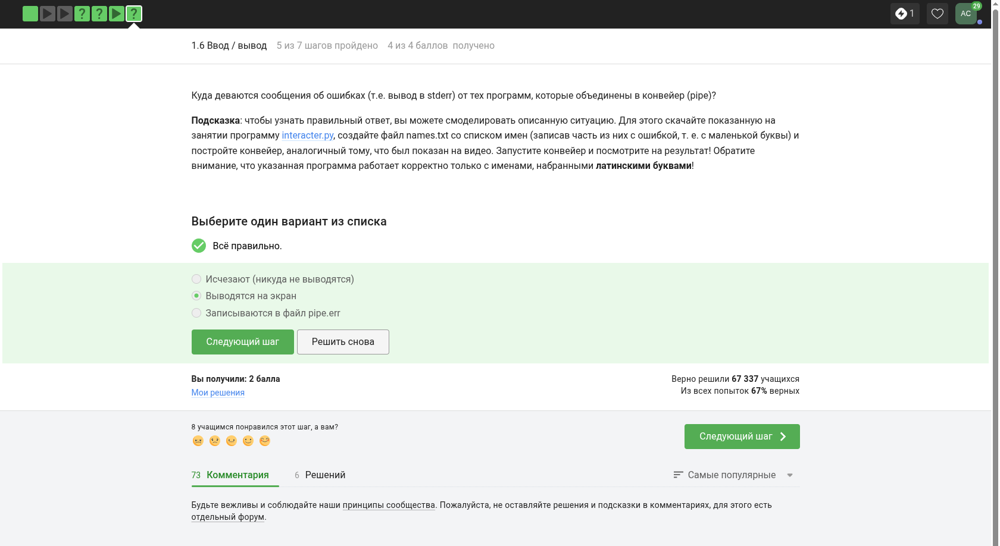 ? ? ?
1
AC
29
1.6 Ввод / вывод 5 из 7 шагов пройдено 4 из 4 баллов получено
Куда деваются сообщения об ошибках (т.е. вывод в stderr) от тех программ, которые объединены в конвейер (pipe)?
Подсказка: чтобы узнать правильный ответ, вы можете смоделировать описанную ситуацию. Для этого скачайте показанную на
занятии программу interacter.py, создайте файл names.txt со списком имен (записав часть из них с ошибкой, т. е. с маленькой буквы) и
постройте конвейер, аналогичный тому, что был показан на видео. Запустите конвейер и посмотрите на результат! Обратите
внимание, что указанная программа работает корректно только с именами, набранными латинскими буквами!
Выберите один вариант из списка
Всё правильно.
Исчезают (никуда не выводятся)
Выводятся на экран
Записываются в файл pipe.err
Следующий шаг Решить снова
Вы получили: 2 балла
Мои решения
Верно решили 67 337 учащихся
Из всех попыток 67% верных
8 учащимся понравился этот шаг, а вам?
Следующий шаг
73 Комментария 6 Решений Самые популярные
Будьте вежливы и соблюдайте наши принципы сообщества. Пожалуйста, не оставляйте решения и подсказки в комментариях, для этого есть
отдельный форум.